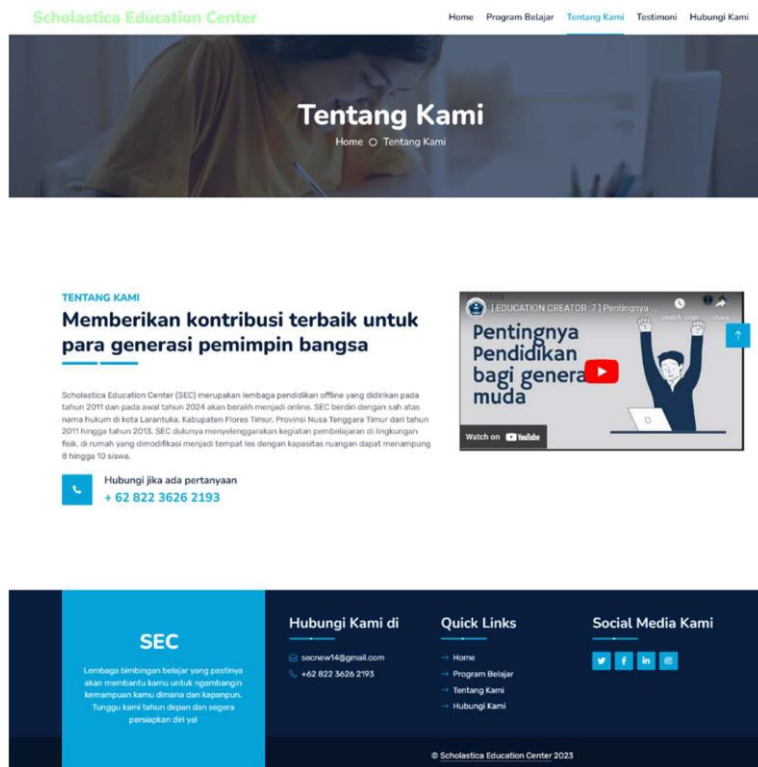 Scholastica Education Center
Home Program Belajar Tentang Kami Testimoni Hubungi Kami
Tentang Kami
Home Tentang Kami
TENTANG KAMI
Memberikan kontribusi terbaik untuk
para generasi pemimpin bangsa
Scholastica Education Center (SEC) merupakan lembaga pendidikan offline yang didirikan pada
tahun 2011 dan pada awal tahun 2024 akan beralih menjadi online. SEC berdiri dengan sah atas
nama hukum di kota Larantuka, Kabupaten Flores Timur, Provinsi Nusa Tenggara Timur dari tahun
2011 hingga tahun 2013, SEC dulunya menyelenggarakan kegiatan pembelajaran di lingkungan
fisik, di rumah yang dimodifikasi menjadi tempat les dengan kapasitas ruangan dapat menampung
8 hingga 10 siswa.
Hubungi jika ada pertanyaan
+ 62 822 3626 2193
[ EDUCATION CREATOR :7 ] Pentingnya ...
Watch later Share
Pentingnya
Pendidikan
bagi genera
muda
Watch on YouTube
SEC
Lembaga bimbingan belajar yang pastinya
akan membantu kamu untuk ngembangin
kemampuan kamu dimana dan kapanpun.
Tunggu kami tahun depan dan segera
persiapkan diri ya!
Hubungi Kami di
secnew14@gmail.com
+62 822 3626 2193
Quick Links
Home
Program Belajar
Tentang Kami
Hubungi Kami
Social Media Kami
© Scholastica Education Center 2023